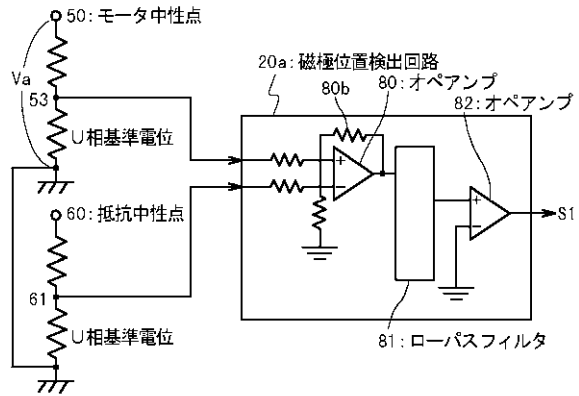 50:モータ中性点
Va
53
U相基準電位
60:抵抗中性点
61
U相基準電位
20a:磁極位置検出回路
80:オペアンプ
80b
82:オペアンプ
+
−
+
−
S1
81:ローパスフィルタ